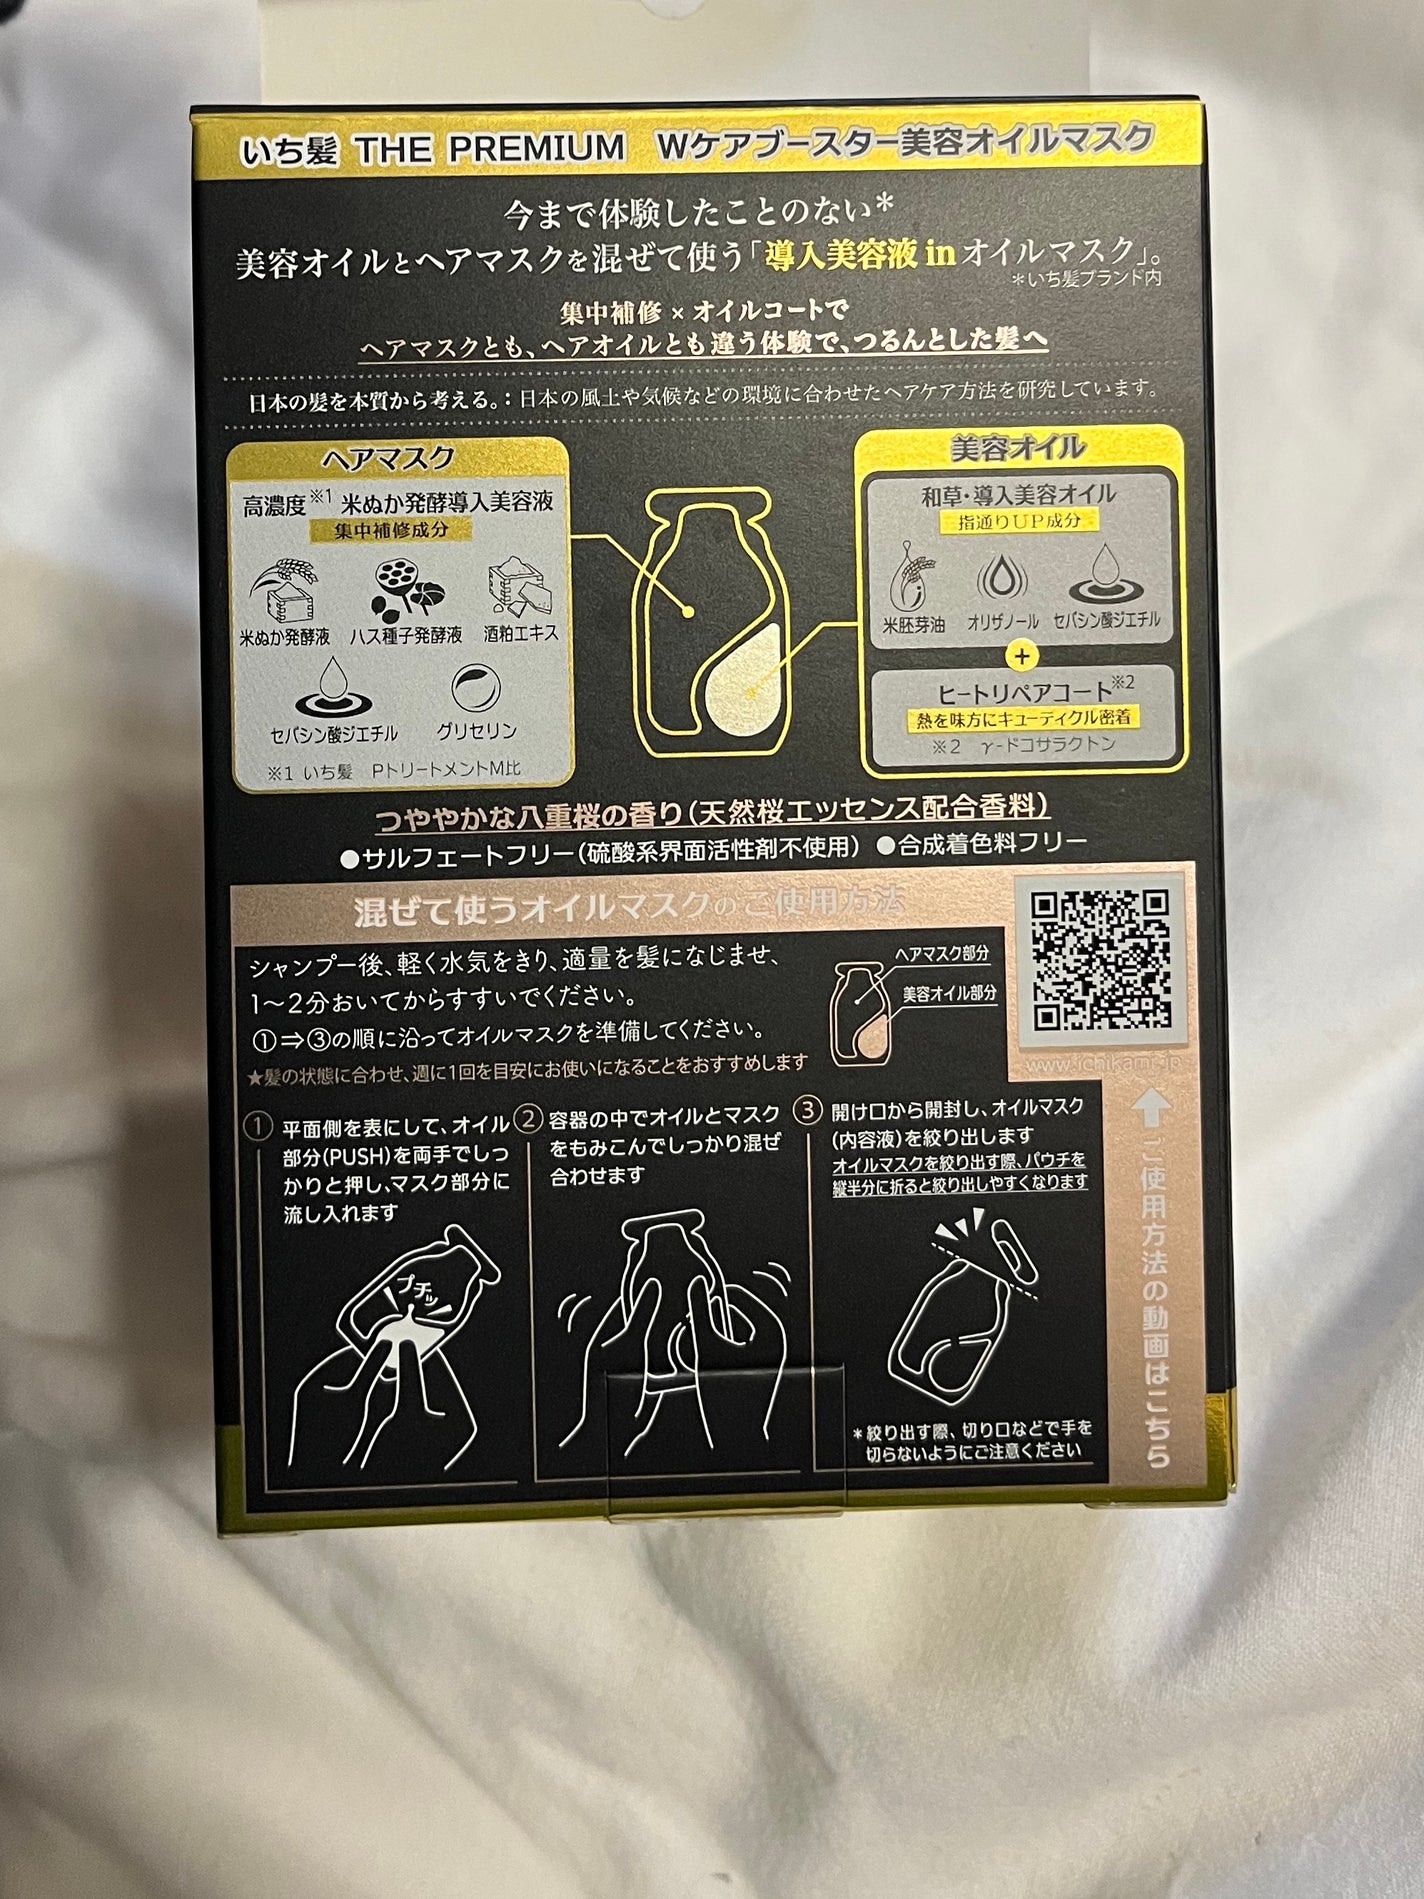 いち髪 THE PREMIUM Wケアブースター美容オイルマスク
今まで体験したことのない*
美容オイルとヘアマスクを混ぜて使う「導入美容液 in オイルマスク」。
*いち髪ブランド内
集中補修 × オイルコートで
ヘアマスクとも、ヘアオイルとも違う体験で、つるんとした髪へ
日本の髪を本質から考える。：日本の風土や気候などの環境に合わせたヘアケア方法を研究しています。
ヘアマスク
高濃度※1 米ぬか発酵導入美容液
集中補修成分
米ぬか発酵液 ハス種子発酵液 酒粕エキス
セバシン酸ジエチル グリセリン
※1 いち髪 PトリートメントM比
美容オイル
和草・導入美容オイル
指通りUP成分
米胚芽油 オリザノール セバシン酸ジエチル
+
ヒートリペアコート※2
熱を味方にキューティクル密着
※2 γ-ドコサラクトン
つややかな八重桜の香り（天然桜エッセンス配合香料）
●サルフェートフリー（硫酸系界面活性剤不使用） ●合成着色料フリー
混ぜて使うオイルマスクのご使用方法
シャンプー後、軽く水気をきり、適量を髪になじませ、
1～2分おいてからすすいでください。
①⇒③の順に沿ってオイルマスクを準備してください。
★髪の状態に合わせ、週に1回を目安にお使いになることをおすすめします
ヘアマスク部分
美容オイル部分
www.ichikami.jp
ご使用方法の動画はこちら
① 平面側を表にして、オイル
部分(PUSH)を両手でしっ
かりと押し、マスク部分に
流し入れます
プチッ
② 容器の中でオイルとマスク
をもみこんでしっかり混ぜ
合わせます
③ 開け口から開封し、オイルマスク
(内容液)を絞り出します
オイルマスクを絞り出す際、パウチを
縦半分に折ると絞り出しやすくなります
*絞り出す際、切り口などで手を
切らないようにご注意ください